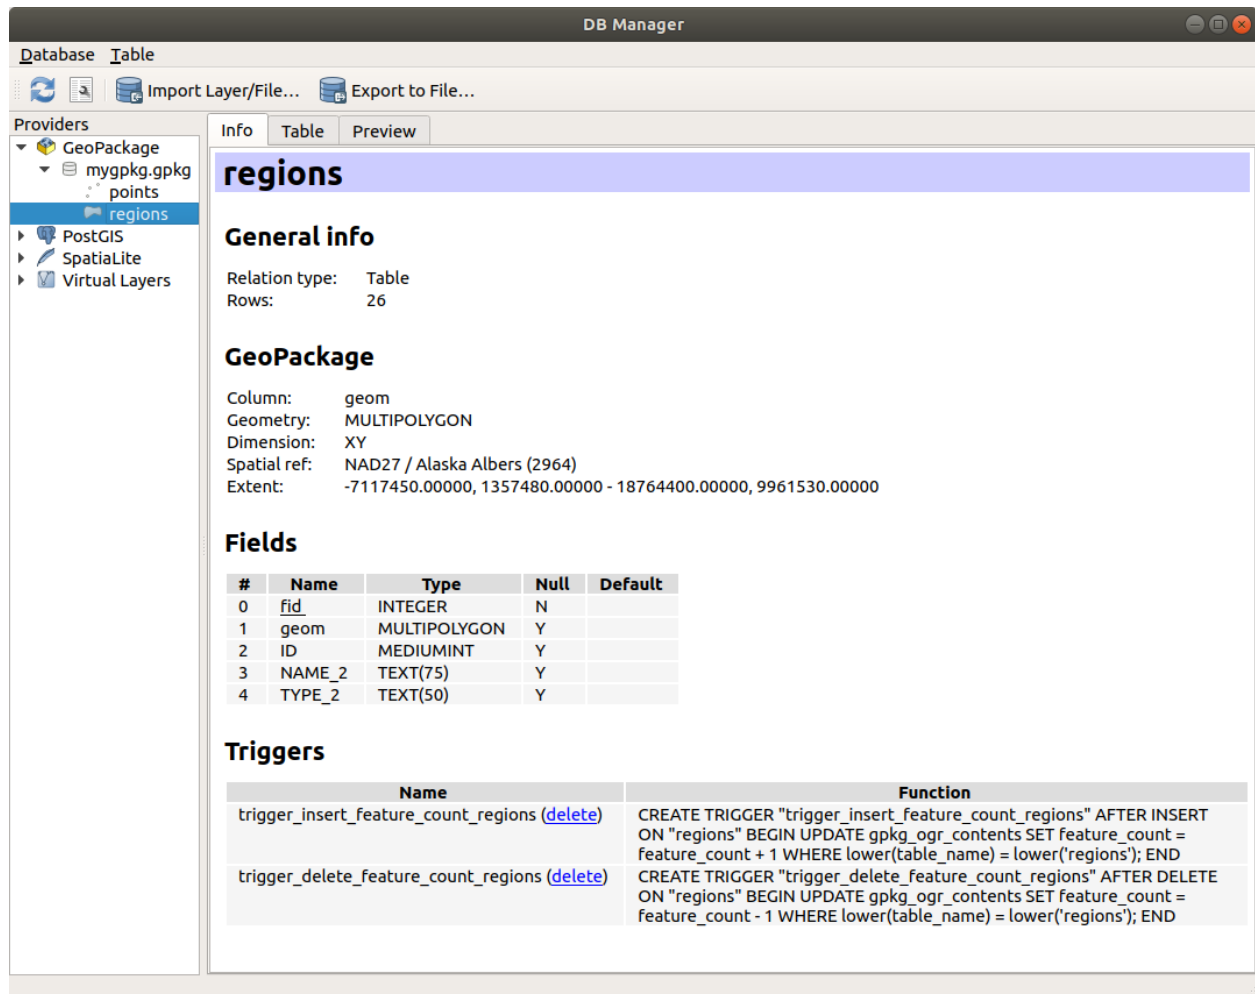 DB Manager
Database Table
Import Layer/File... Export to File...
Providers
GeoPackage
mygpkg.gpkg
points
regions
PostGIS
SpatiaLite
Virtual Layers
Info Table Preview
regions
General info
Relation type: Table
Rows: 26
GeoPackage
Column: geom
Geometry: MULTIPOLYGON
Dimension: XY
Spatial ref: NAD27 / Alaska Albers (2964)
Extent: -7117450.00000, 1357480.00000 - 18764400.00000, 9961530.00000
Fields
# Name Type Null Default
0 fid INTEGER N
1 geom MULTIPOLYGON Y
2 ID MEDIUMINT Y
3 NAME_2 TEXT(75) Y
4 TYPE_2 TEXT(50) Y
Triggers
Name Function
trigger_insert_feature_count_regions (delete) CREATE TRIGGER "trigger_insert_feature_count_regions" AFTER INSERT
ON "regions" BEGIN UPDATE gpkg_ogr_contents SET feature_count =
feature_count + 1 WHERE lower(table_name) = lower('regions'); END
trigger_delete_feature_count_regions (delete) CREATE TRIGGER "trigger_delete_feature_count_regions" AFTER DELETE
ON "regions" BEGIN UPDATE gpkg_ogr_contents SET feature_count =
feature_count - 1 WHERE lower(table_name) = lower('regions'); END